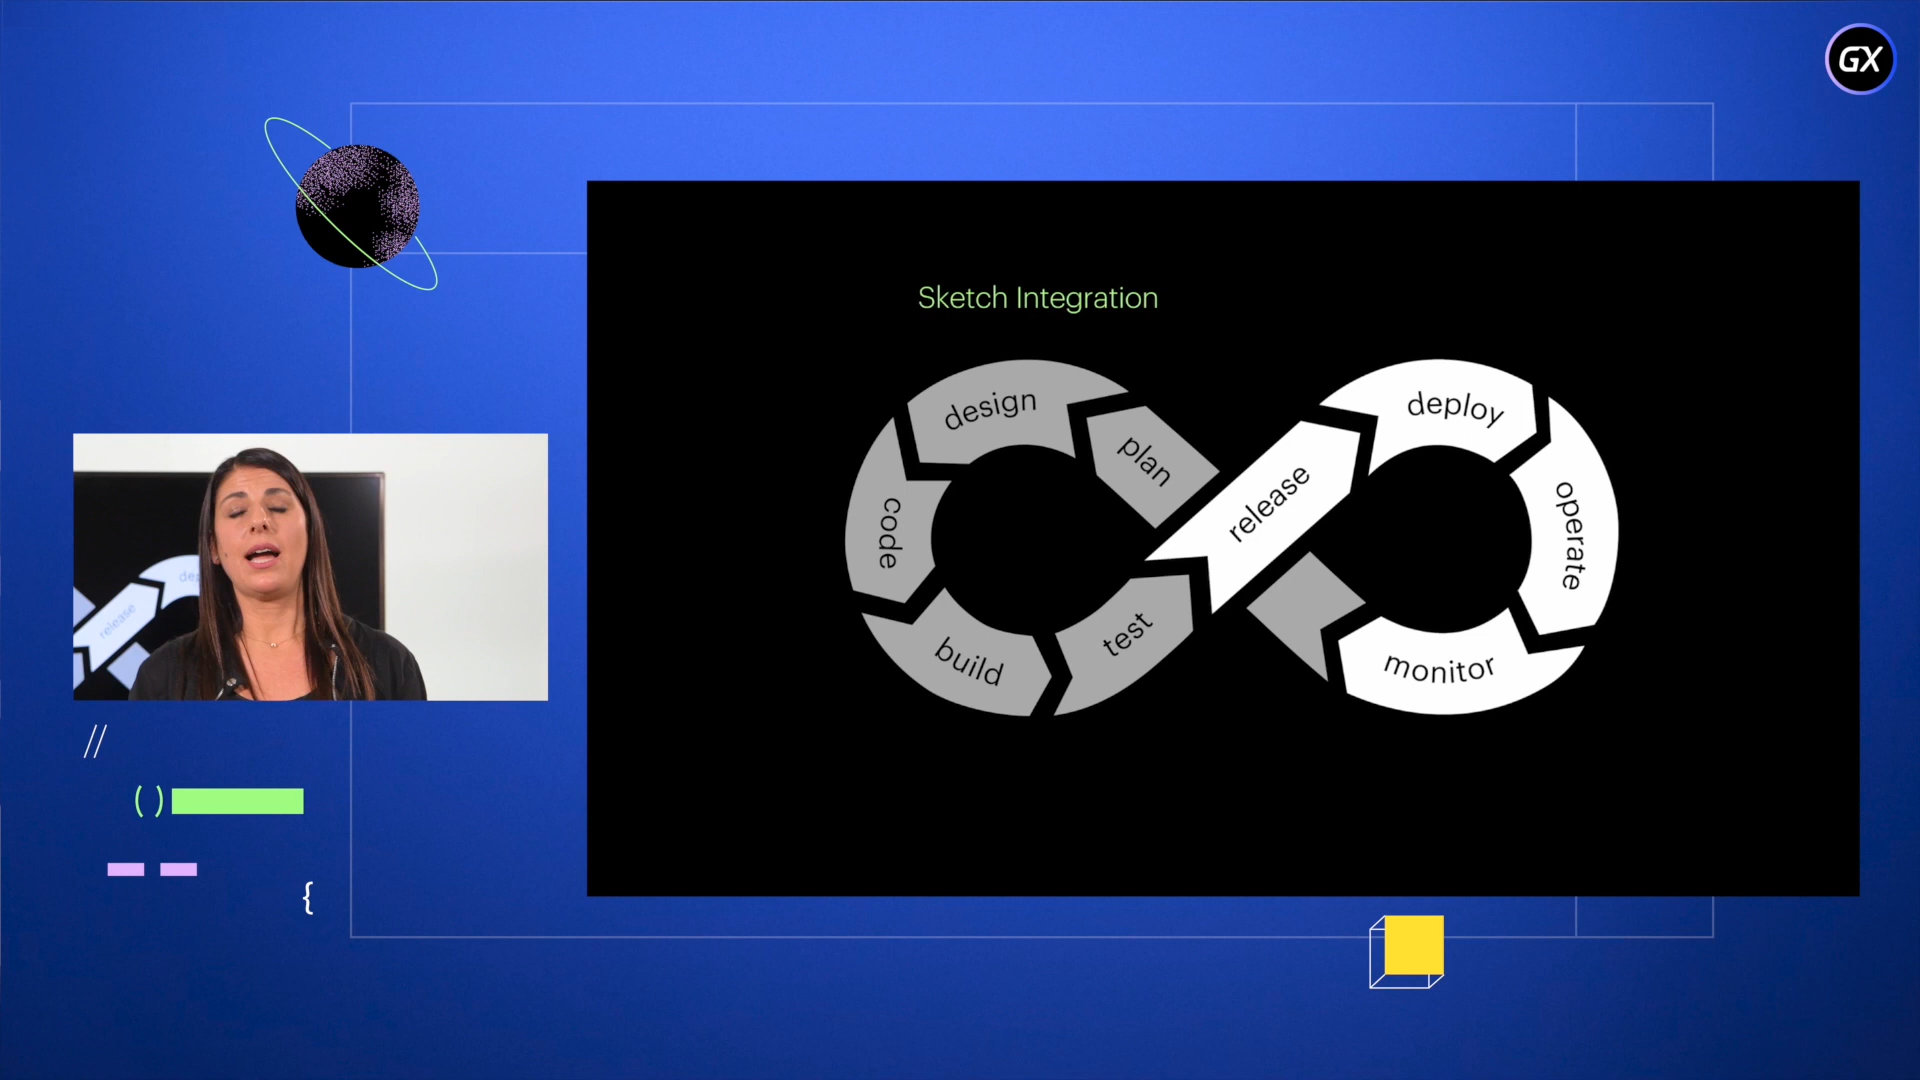 GX
Sketch Integration
design
plan
code
build
test
release
deploy
operate
monitor
release
//
( )
{